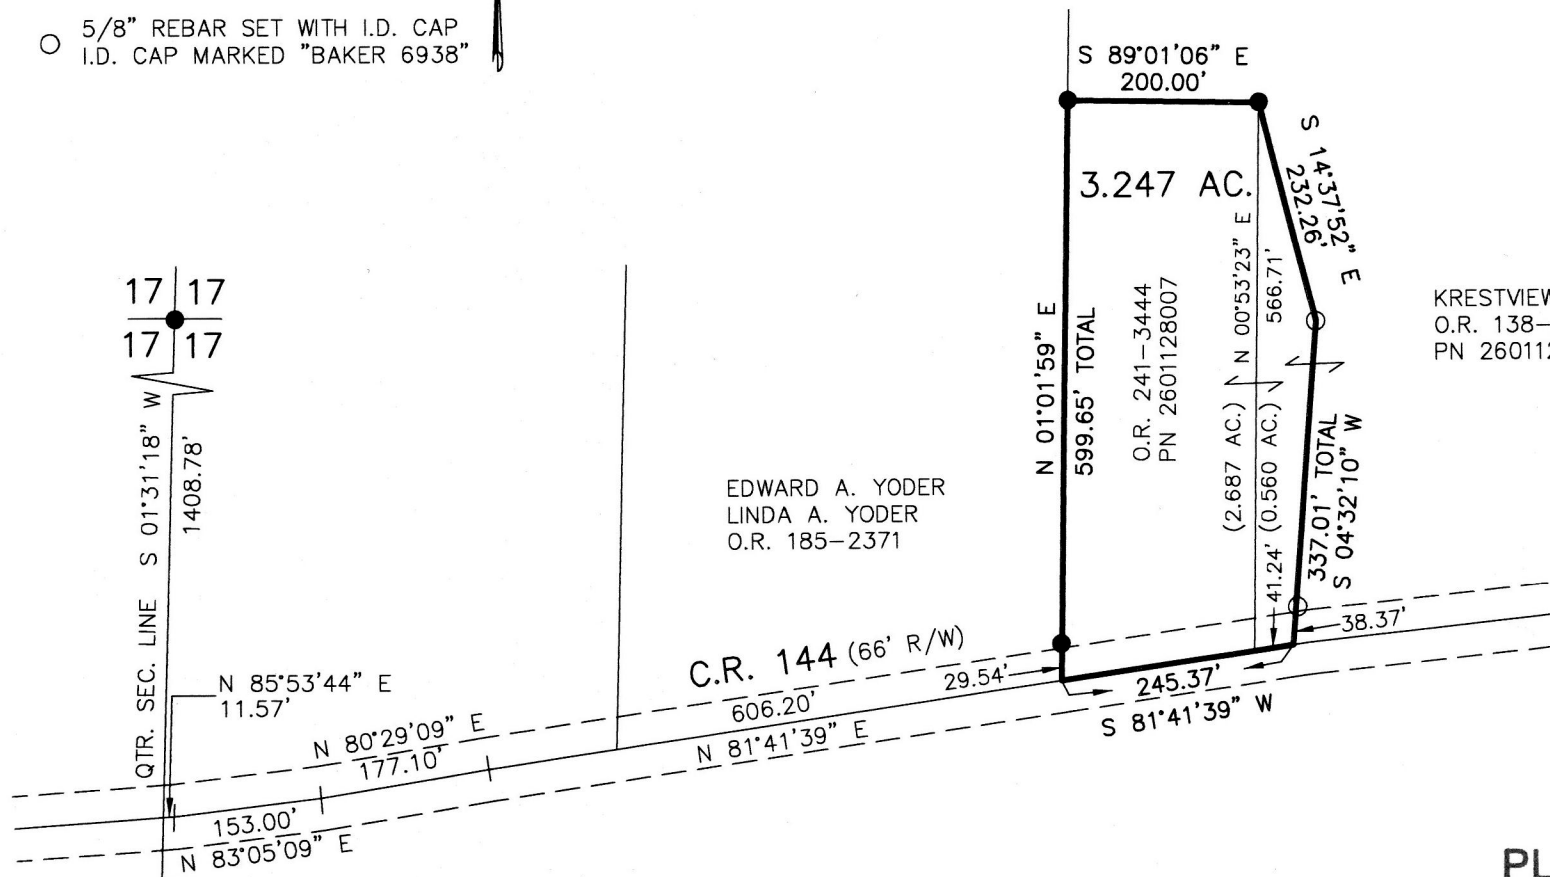 5/8" REBAR SET WITH I.D. CAP
I.D. CAP MARKED "BAKER 6938"
S 89°01'06" E
200.00'
S 14°37'52" E
232.26'
3.247 AC.
N 00°53'23" E
566.71'
17 17
17 17
KRESTVIEW
O.R. 138-
PN 26011
O.R. 241-3444
PN 2601128007
N 01°01'59" E
599.65' TOTAL
QTR. SEC. LINE S 01°31'18" W
1408.78'
(2.687 AC.)
(0.560 AC.)
337.01' TOTAL
S 04°32'10" W
EDWARD A. YODER
LINDA A. YODER
O.R. 185-2371
41.24'
38.37'
C.R. 144 (66' R/W)
29.54'
245.37'
S 81°41'39" W
606.20'
N 81°41'39" E
N 85°53'44" E
11.57'
N 80°29'09" E
177.10'
153.00'
N 83°05'09" E
PL